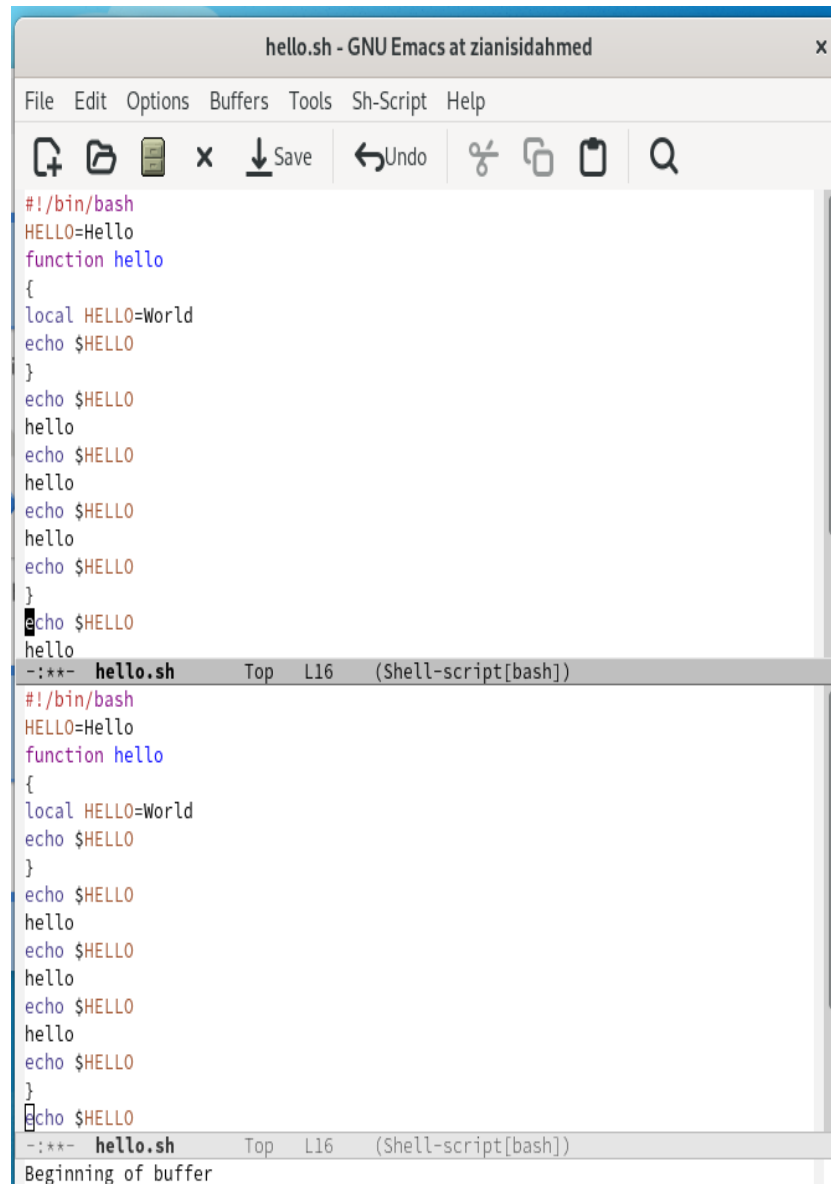 hello.sh - GNU Emacs at zianisidahmed x
File Edit Options Buffers Tools Sh-Script Help
Save Undo
#!/bin/bash
HELLO=Hello
function hello
{
local HELLO=World
echo $HELLO
}
echo $HELLO
hello
echo $HELLO
hello
echo $HELLO
hello
echo $HELLO
}
echo $HELLO
hello
-:**- hello.sh Top L16 (Shell-script[bash])
#!/bin/bash
HELLO=Hello
function hello
{
local HELLO=World
echo $HELLO
}
echo $HELLO
hello
echo $HELLO
hello
echo $HELLO
hello
echo $HELLO
}
echo $HELLO
-:**- hello.sh Top L16 (Shell-script[bash])
Beginning of buffer